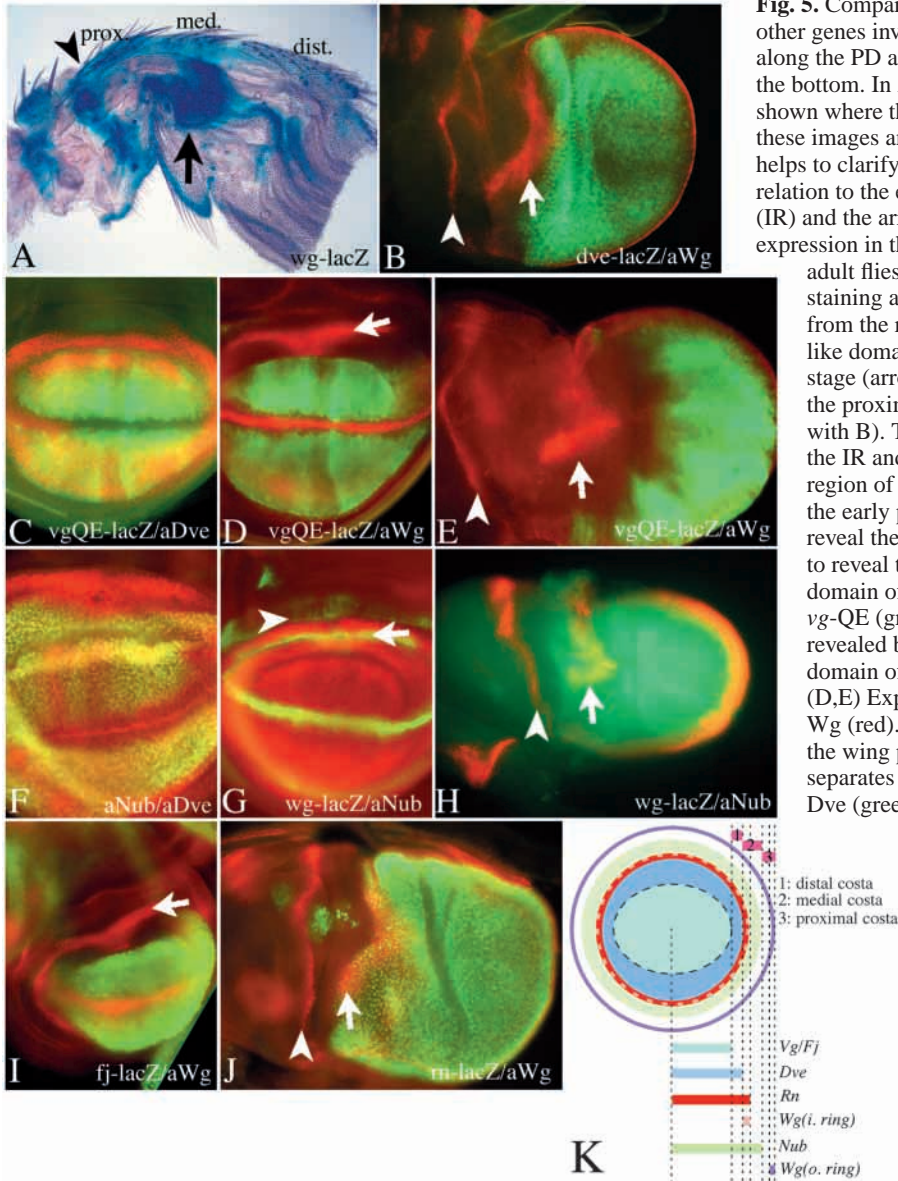 prox.
med.
dist.
A
wg-lacZ
B
dve-lacZ/aWg
C
vgQE-lacZ/aDve
D
vgQE-lacZ/aWg
E
vgQE-lacZ/aWg
F
aNub/aDve
G
wg-lacZ/aNub
H
wg-lacZ/aNub
I
fj-lacZ/aWg
J
rn-lacZ/aWg
1
2
3
1: distal costa
2: medial costa
3: proximal costa
Vg/Fj
Dve
Rn
Wg(i. ring)
Nub
Wg(o. ring)
K
Fig. 5. Compar
other genes inv
along the PD a
the bottom. In
shown where th
these images ar
helps to clarify
relation to the e
(IR) and the arr
expression in th
adult flies
staining a
from the r
like doma
stage (arro
the proxin
with B). T
the IR and
region of
the early p
reveal the
to reveal t
domain of
vg-QE (gr
revealed b
domain of
(D,E) Exp
Wg (red).
the wing p
separates
Dve (gree